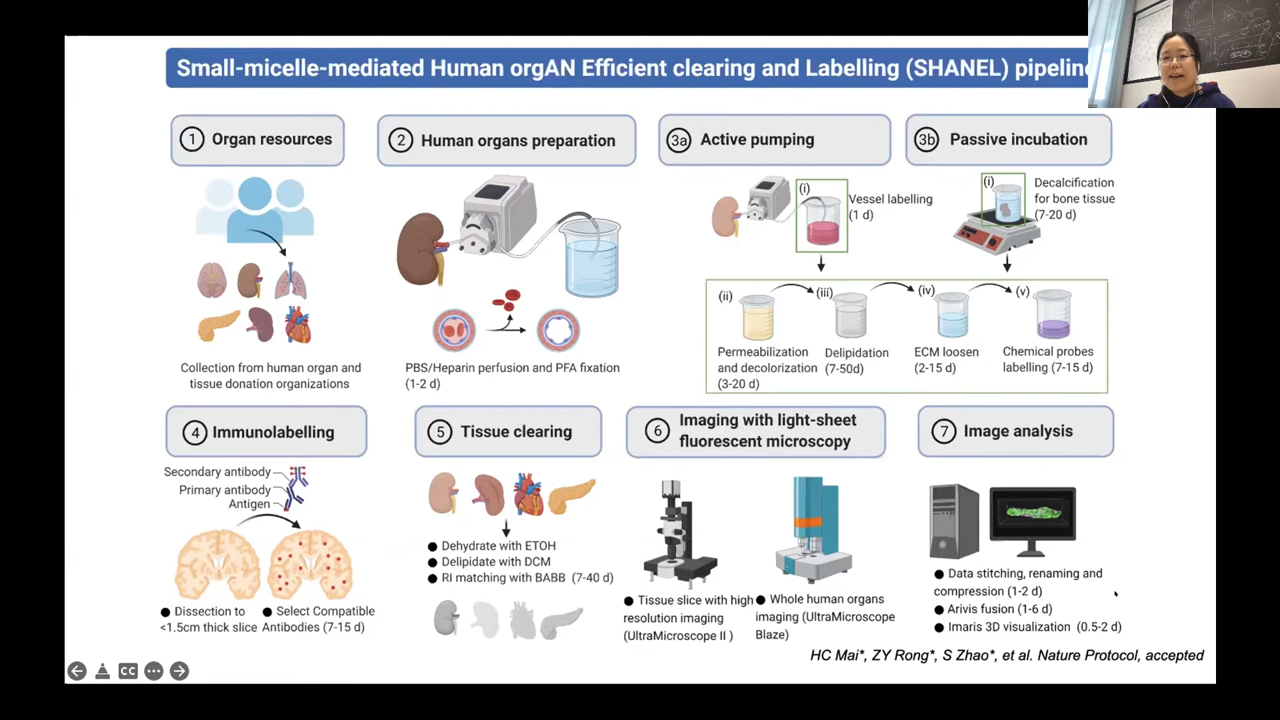 Small-micelle-mediated Human orgAN Efficient clearing and Labelling (SHANEL) pipeline
1 Organ resources
Collection from human organ and
tissue donation organizations
2 Human organs preparation
PBS/Heparin perfusion and PFA fixation
(1-2 d)
3a Active pumping
(i)
Vessel labelling
(1 d)
3b Passive incubation
(i)
Decalcification
for bone tissue
(7-20 d)
(ii)
Permeabilization
and decolorization
(3-20 d)
(iii)
Delipidation
(7-50d)
(iv)
ECM loosen
(2-15 d)
(v)
Chemical probes
labelling (7-15 d)
4 Immunolabelling
Secondary antibody
Primary antibody
Antigen
● Dissection to
<1.5cm thick slice
● Select Compatible
Antibodies (7-15 d)
5 Tissue clearing
● Dehydrate with ETOH
● Delipidate with DCM
● RI matching with BABB (7-40 d)
6 Imaging with light-sheet
fluorescent microscopy
● Tissue slice with high
resolution imaging
(UltraMicroscope II )
● Whole human organs
imaging (UltraMicroscope
Blaze)
7 Image analysis
● Data stitching, renaming and
compression (1-2 d)
● Arivis fusion (1-6 d)
● Imaris 3D visualization (0.5-2 d)
HC Mai*, ZY Rong*, S Zhao*, et al. Nature Protocol, accepted
CC